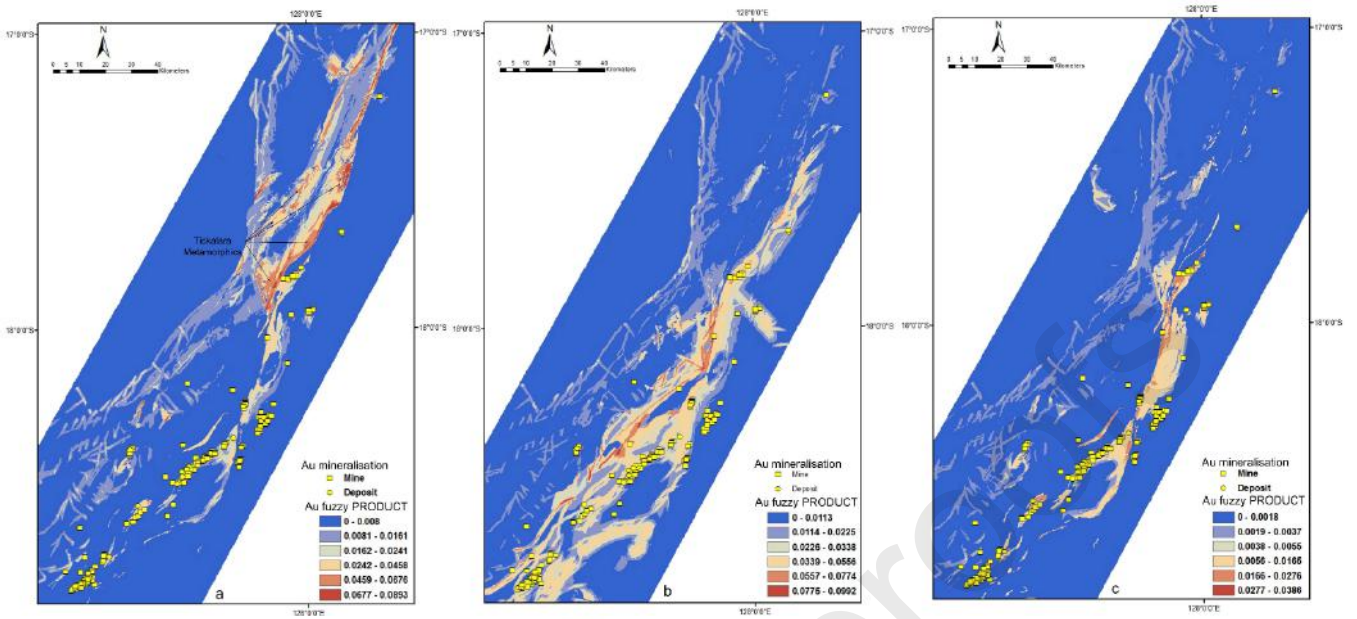 128°0'0"E
17°0'0"S
17°0'0"S
N
0 5 10 20 30 40
Kilometers
Tickalara
Metamorphics
18°0'0"S
18°0'0"S
Au mineralisation
Mine
Deposit
Au fuzzy PRODUCT
0 - 0.008
0.0081 - 0.0161
0.0162 - 0.0241
0.0242 - 0.0458
0.0459 - 0.0676
0.0677 - 0.0893
a
128°0'0"E
128°0'0"E
17°0'0"S
17°0'0"S
N
0 5 10 20 30 40
Kilometers
18°0'0"S
18°0'0"S
Au mineralisation
Mine
Deposit
Au fuzzy PRODUCT
0 - 0.0113
0.0114 - 0.0225
0.0226 - 0.0338
0.0339 - 0.0556
0.0557 - 0.0774
0.0775 - 0.0992
b
128°0'0"E
128°0'0"E
17°0'0"S
17°0'0"S
N
0 5 10 20 30 40
Kilometers
18°0'0"S
18°0'0"S
Au mineralisation
Mine
Deposit
Au fuzzy PRODUCT
0 - 0.0018
0.0019 - 0.0037
0.0038 - 0.0055
0.0056 - 0.0165
0.0166 - 0.0276
0.0277 - 0.0386
c
128°0'0"E